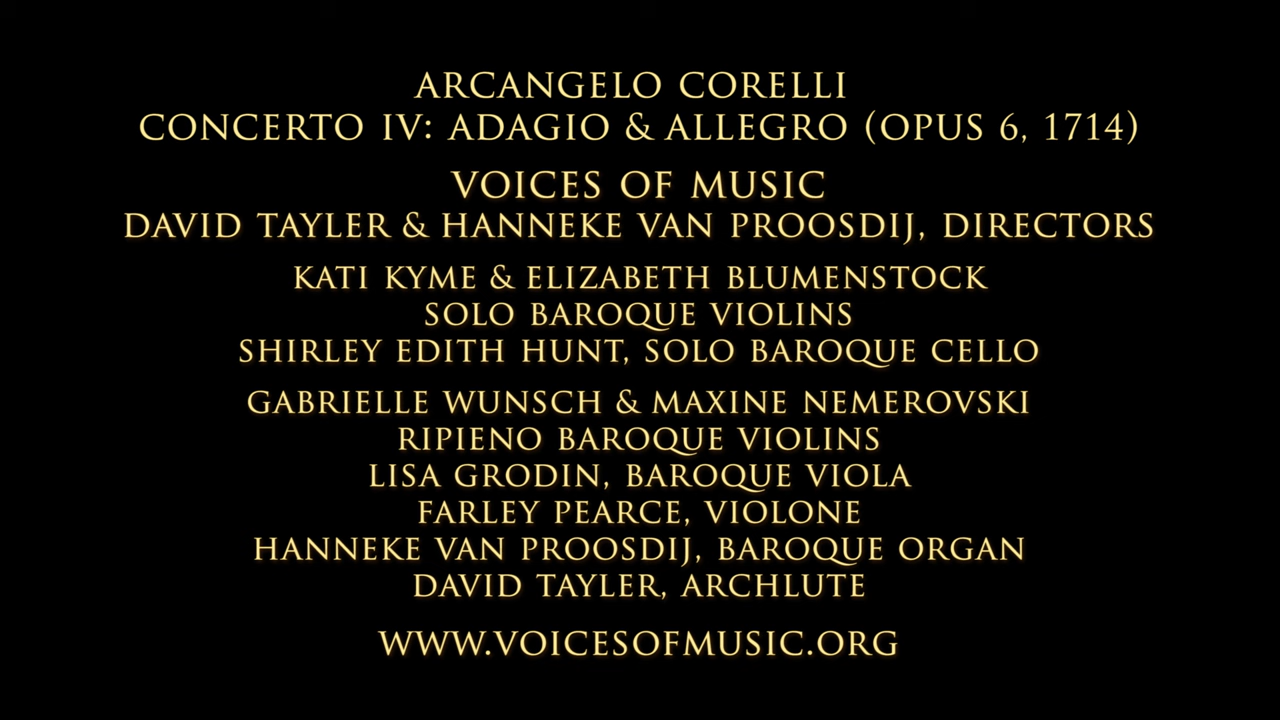 ARCANGELO CORELLI
CONCERTO IV: ADAGIO & ALLEGRO (OPUS 6, 1714)
VOICES OF MUSIC
DAVID TAYLER & HANNEKE VAN PROOSDIJ, DIRECTORS
KATI KYME & ELIZABETH BLUMENSTOCK
SOLO BAROQUE VIOLINS
SHIRLEY EDITH HUNT, SOLO BAROQUE CELLO
GABRIELLE WUNSCH & MAXINE NEMEROVSKI
RIPIENO BAROQUE VIOLINS
LISA GRODIN, BAROQUE VIOLA
FARLEY PEARCE, VIOLONE
HANNEKE VAN PROOSDIJ, BAROQUE ORGAN
DAVID TAYLER, ARCHLUTE
WWW.VOICESOFMUSIC.ORG